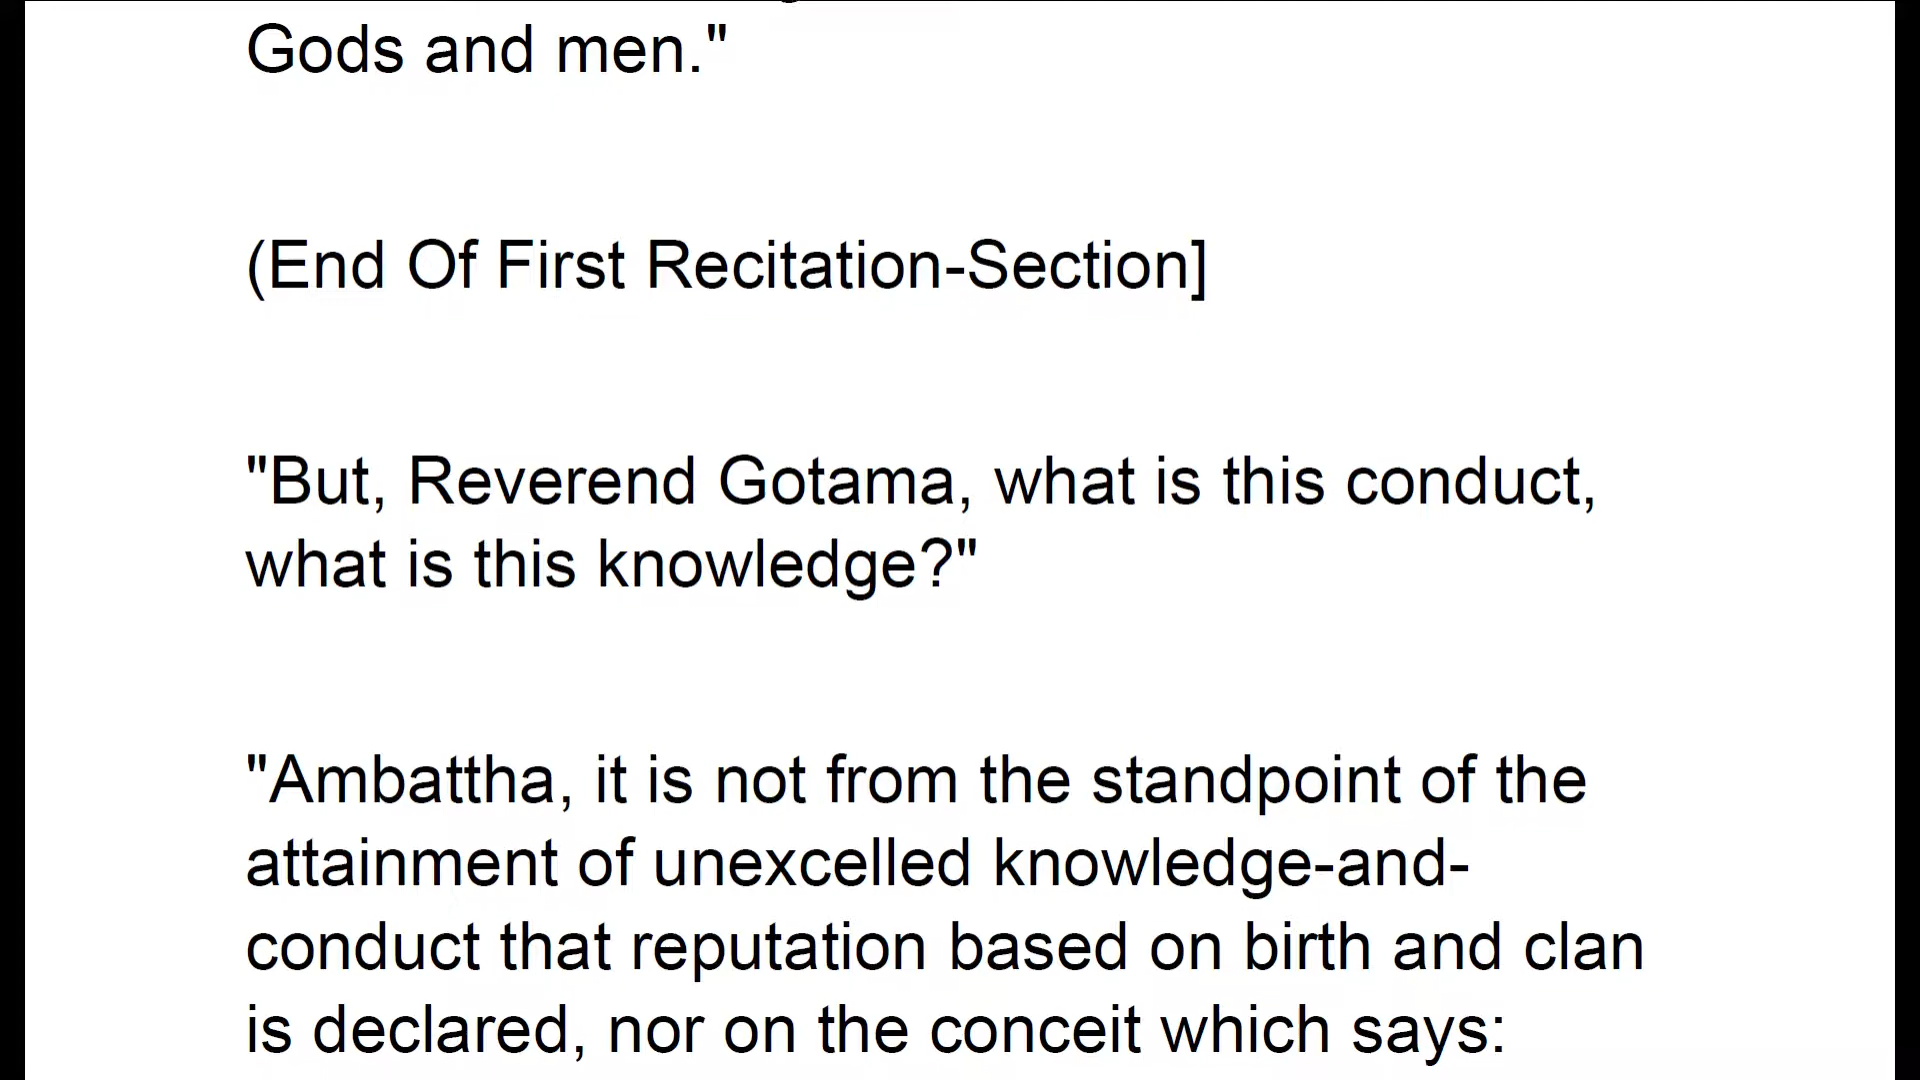 Gods and men."
(End Of First Recitation-Section]
"But, Reverend Gotama, what is this conduct,
what is this knowledge?"
"Ambattha, it is not from the standpoint of the
attainment of unexcelled knowledge-and-
conduct that reputation based on birth and clan
is declared, nor on the conceit which says: